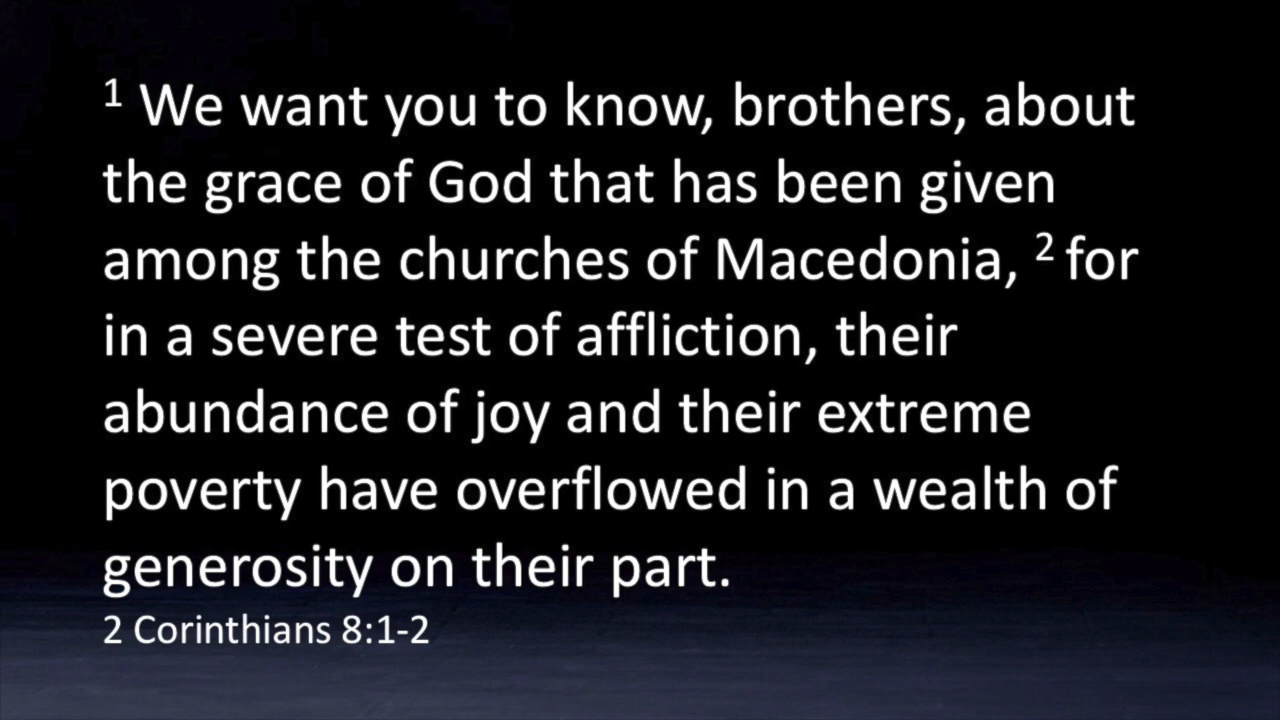 ¹ We want you to know, brothers, about
the grace of God that has been given
among the churches of Macedonia, ² for
in a severe test of affliction, their
abundance of joy and their extreme
poverty have overflowed in a wealth of
generosity on their part.
2 Corinthians 8:1-2